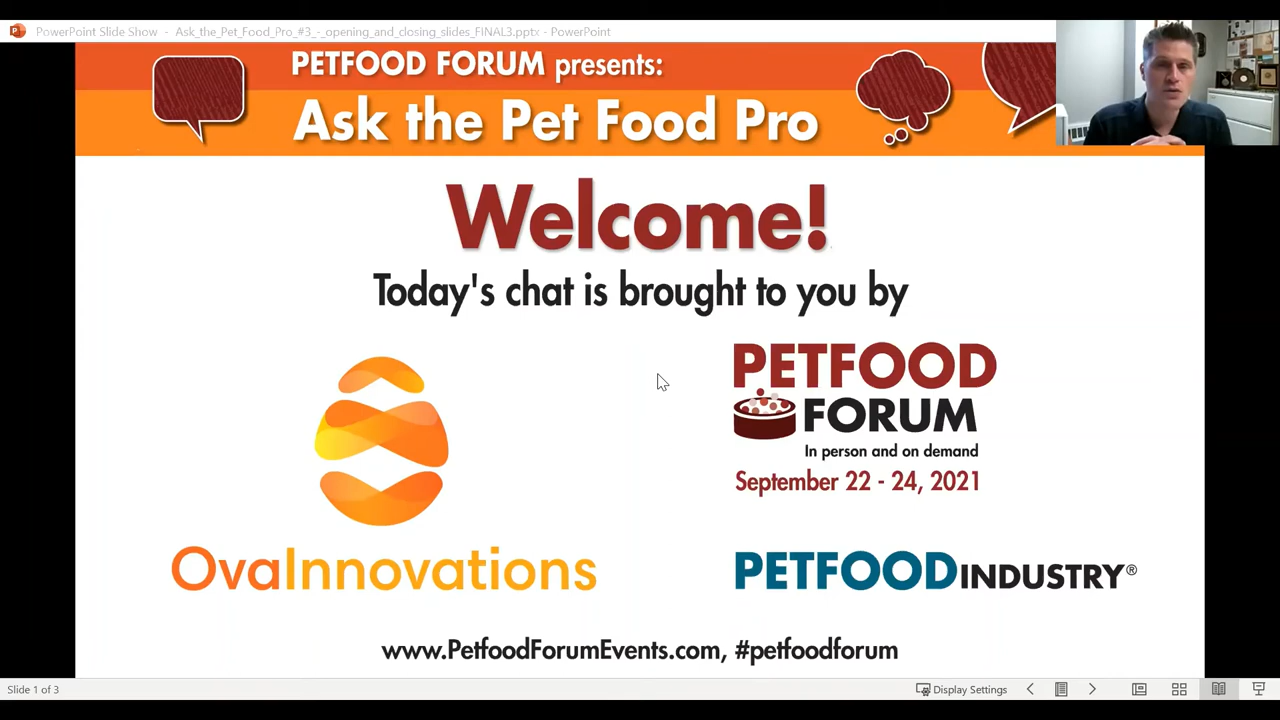 PowerPoint Slide Show - Ask_the_Pet_Food_Pro_#3_-_opening_and_closing_slides_FINAL3.pptx - PowerPoint
PETFOOD FORUM presents:
Ask the Pet Food Pro
Welcome!
Today's chat is brought to you by
OvaInnovations
PETFOOD
FORUM
In person and on demand
September 22 - 24, 2021
PETFOOD INDUSTRY®
www.PetfoodForumEvents.com, #petfoodforum
Slide 1 of 3
Display Settings